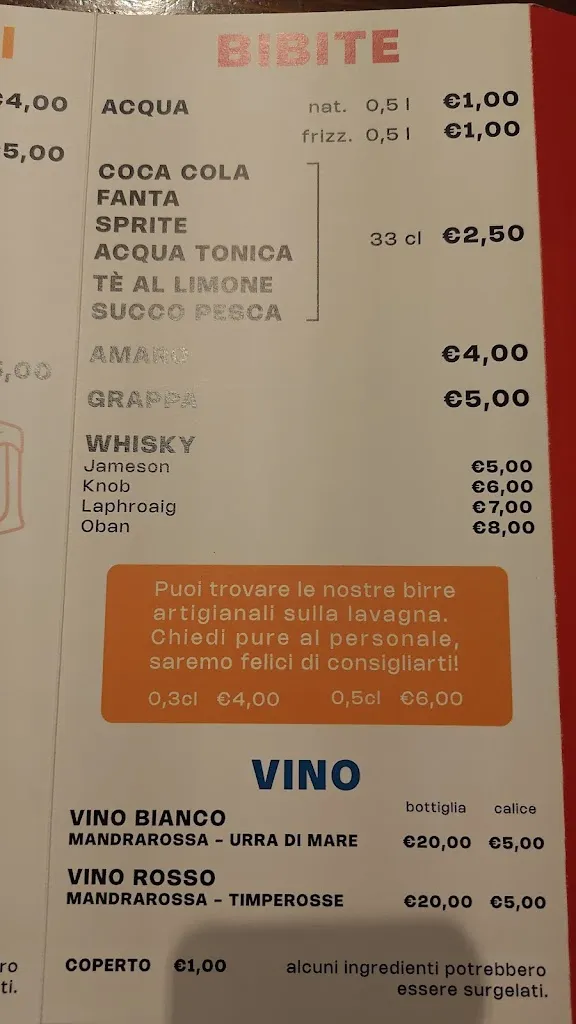 I
€4,00
5,00
5,00
ro
ti.
BIBITE
ACQUA nat. 0,5 l €1,00
frizz. 0,5 l €1,00
COCA COLA
FANTA
SPRITE
ACQUA TONICA
TÈ AL LIMONE
SUCCO PESCA
33 cl €2,50
AMARO €4,00
GRAPPA €5,00
WHISKY
Jameson €5,00
Knob €6,00
Laphroaig €7,00
Oban €8,00
Puoi trovare le nostre birre
artigianali sulla lavagna.
Chiedi pure al personale,
saremo felici di consigliarti!
0,3cl €4,00 0,5cl €6,00
VINO
bottiglia calice
VINO BIANCO
MANDRAROSSA - URRA DI MARE €20,00 €5,00
VINO ROSSO
MANDRAROSSA - TIMPEROSSE €20,00 €5,00
COPERTO €1,00 alcuni ingredienti potrebbero
essere surgelati.